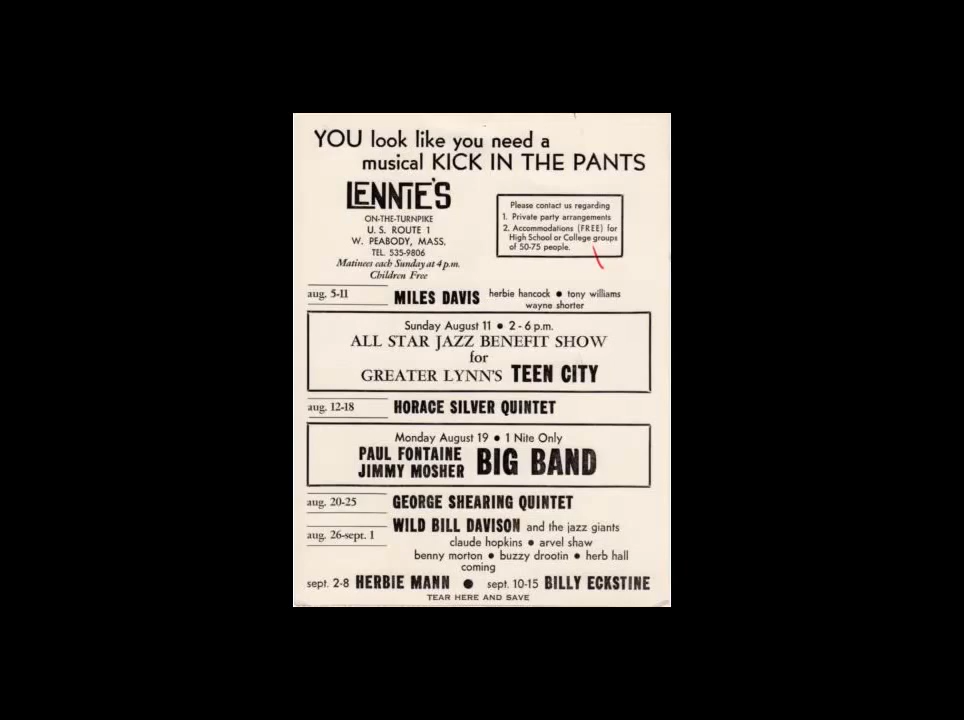 YOU look like you need a
musical KICK IN THE PANTS
LENNIE'S
ON-THE-TURNPIKE
U. S. ROUTE 1
W. PEABODY, MASS.
TEL. 535-9806
Matinees each Sunday at 4 p.m.
Children Free
Please contact us regarding
1. Private party arrangements
2. Accommodations (FREE) for
High School or College groups
of 50-75 people.
aug. 5-11 MILES DAVIS herbie hancock • tony williams
wayne shorter
Sunday August 11 • 2 - 6 p.m.
ALL STAR JAZZ BENEFIT SHOW
for
GREATER LYNN'S TEEN CITY
aug. 12-18 HORACE SILVER QUINTET
Monday August 19 • 1 Nite Only
PAUL FONTAINE
JIMMY MOSHER BIG BAND
aug. 20-25 GEORGE SHEARING QUINTET
aug. 26-sept. 1 WILD BILL DAVISON and the jazz giants
claude hopkins • arvel shaw
benny morton • buzzy drootin • herb hall
coming
sept. 2-8 HERBIE MANN • sept. 10-15 BILLY ECKSTINE
TEAR HERE AND SAVE